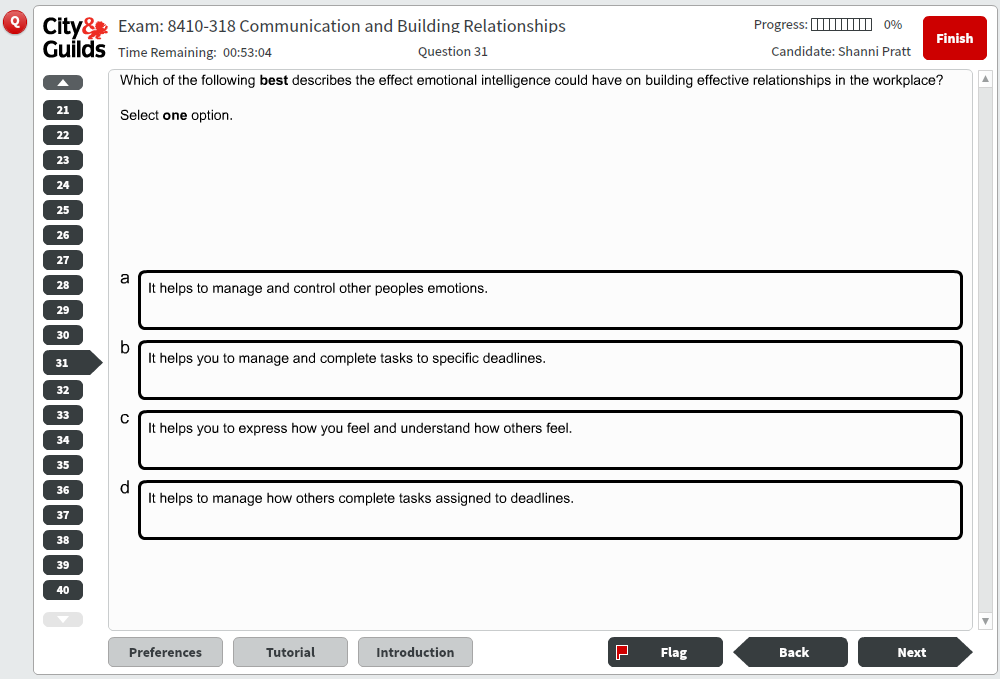 Q
City&
Guilds
Exam: 8410-318 Communication and Building Relationships
Time Remaining: 00:53:04
Question 31
Progress: 0%
Candidate: Shanni Pratt
Finish
21
22
23
24
25
26
27
28
29
30
31
32
33
34
35
36
37
38
39
40
Which of the following best describes the effect emotional intelligence could have on building effective relationships in the workplace?
Select one option.
a
It helps to manage and control other peoples emotions.
b
It helps you to manage and complete tasks to specific deadlines.
c
It helps you to express how you feel and understand how others feel.
d
It helps to manage how others complete tasks assigned to deadlines.
Preferences
Tutorial
Introduction
Flag
Back
Next